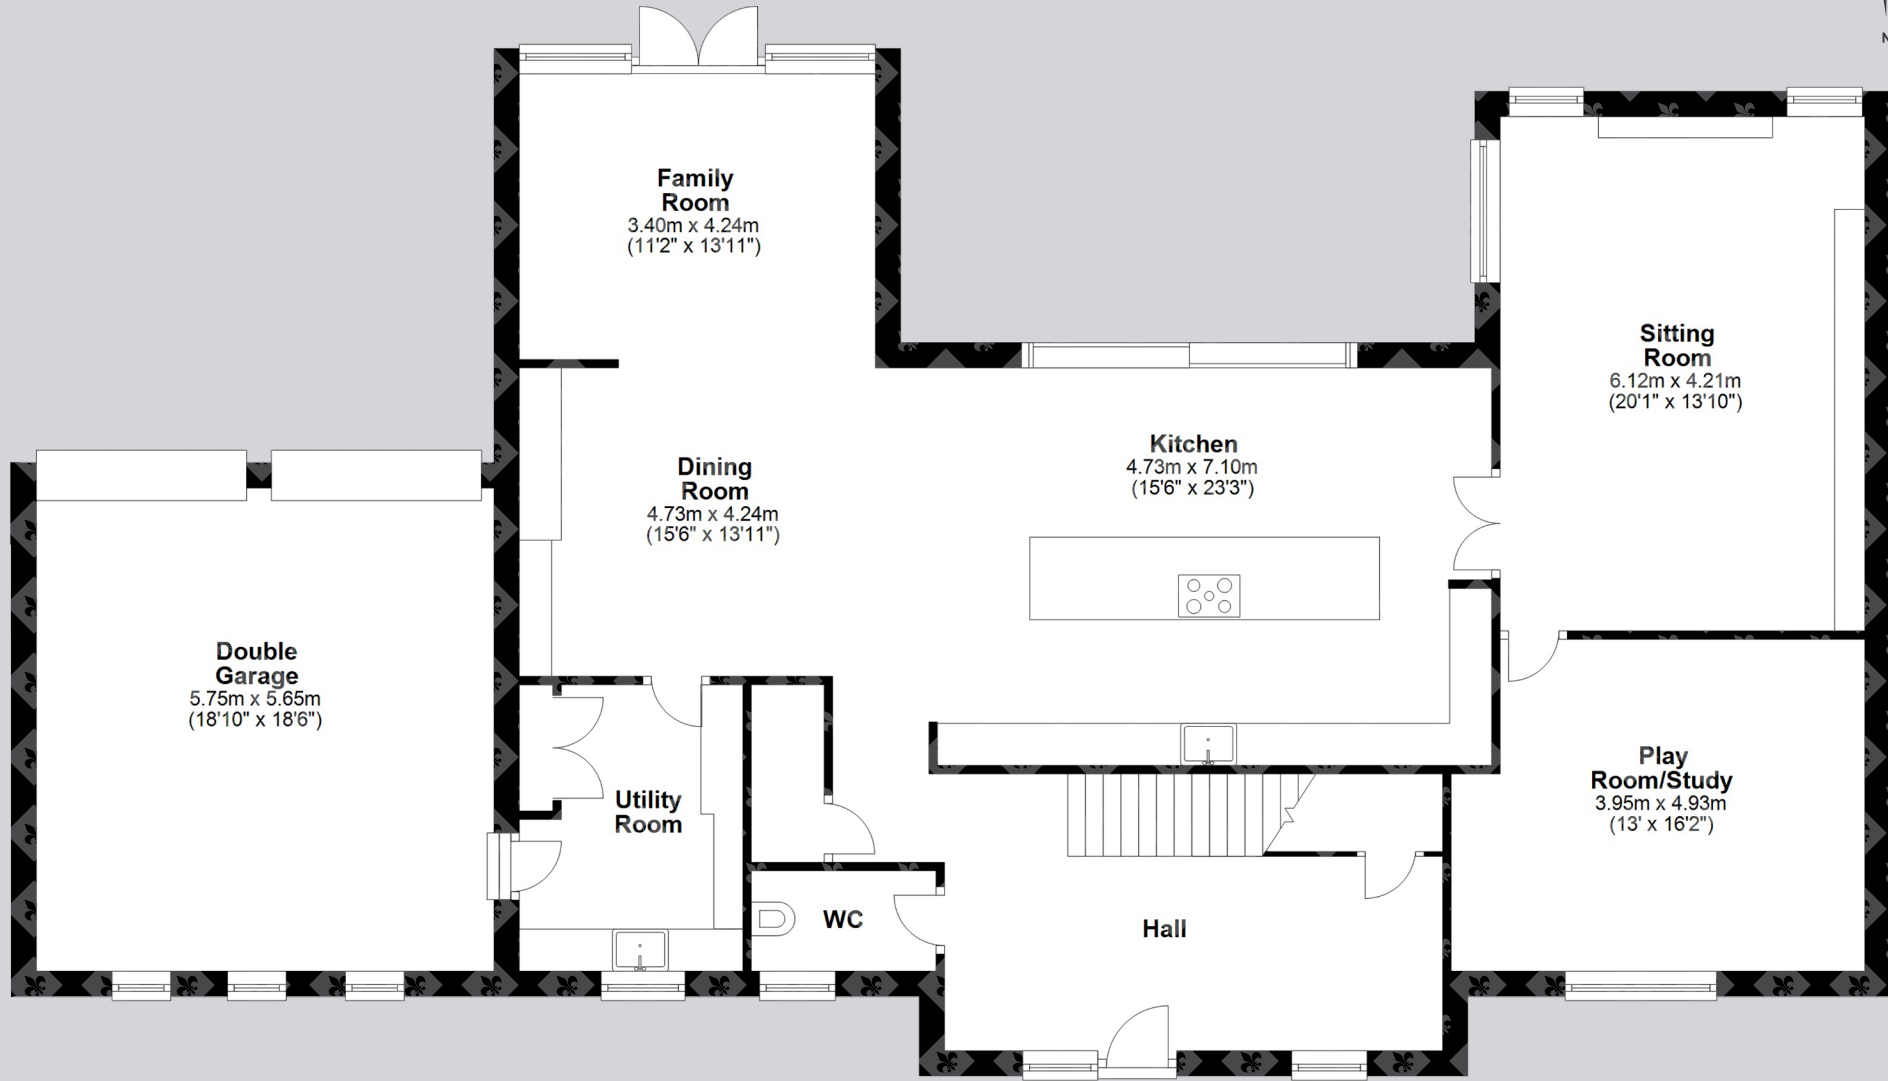 N
Family
Room
3.40m x 4.24m
(11'2" x 13'11")
Sitting
Room
6.12m x 4.21m
(20'1" x 13'10")
Kitchen
4.73m x 7.10m
(15'6" x 23'3")
Dining
Room
4.73m x 4.24m
(15'6" x 13'11")
Double
Garage
5.75m x 5.65m
(18'10" x 18'6")
Play
Room/Study
3.95m x 4.93m
(13' x 16'2")
Utility
Room
WC
Hall